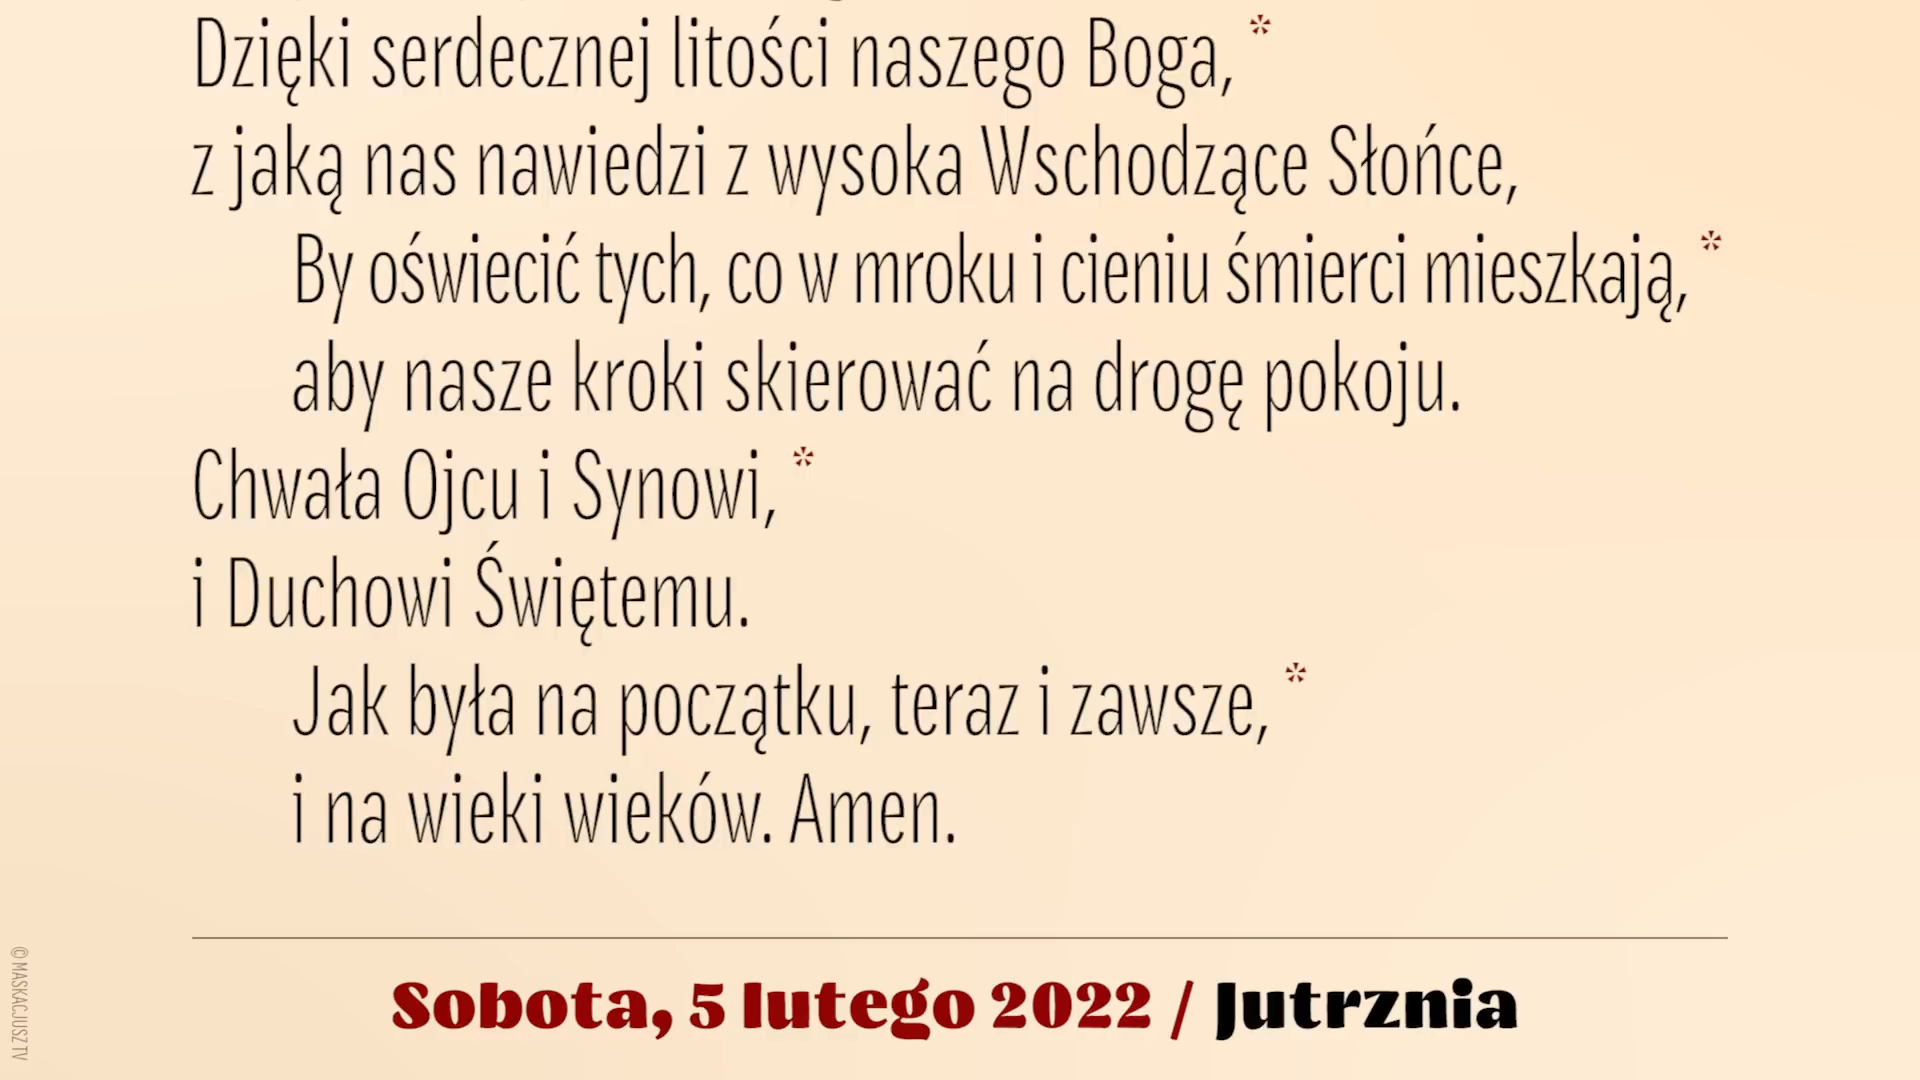 Dzięki serdecznej litości naszego Boga, *
z jaką nas nawiedzi z wysoka Wschodzące Słońce,
By oświecić tych, co w mroku i cieniu śmierci mieszkają, *
aby nasze kroki skierować na drogę pokoju.
Chwała Ojcu i Synowi, *
i Duchowi Świętemu.
Jak była na początku, teraz i zawsze, *
i na wieki wieków. Amen.
Sobota, 5 lutego 2022 / Jutrznia
© MASKACJUSZ TV